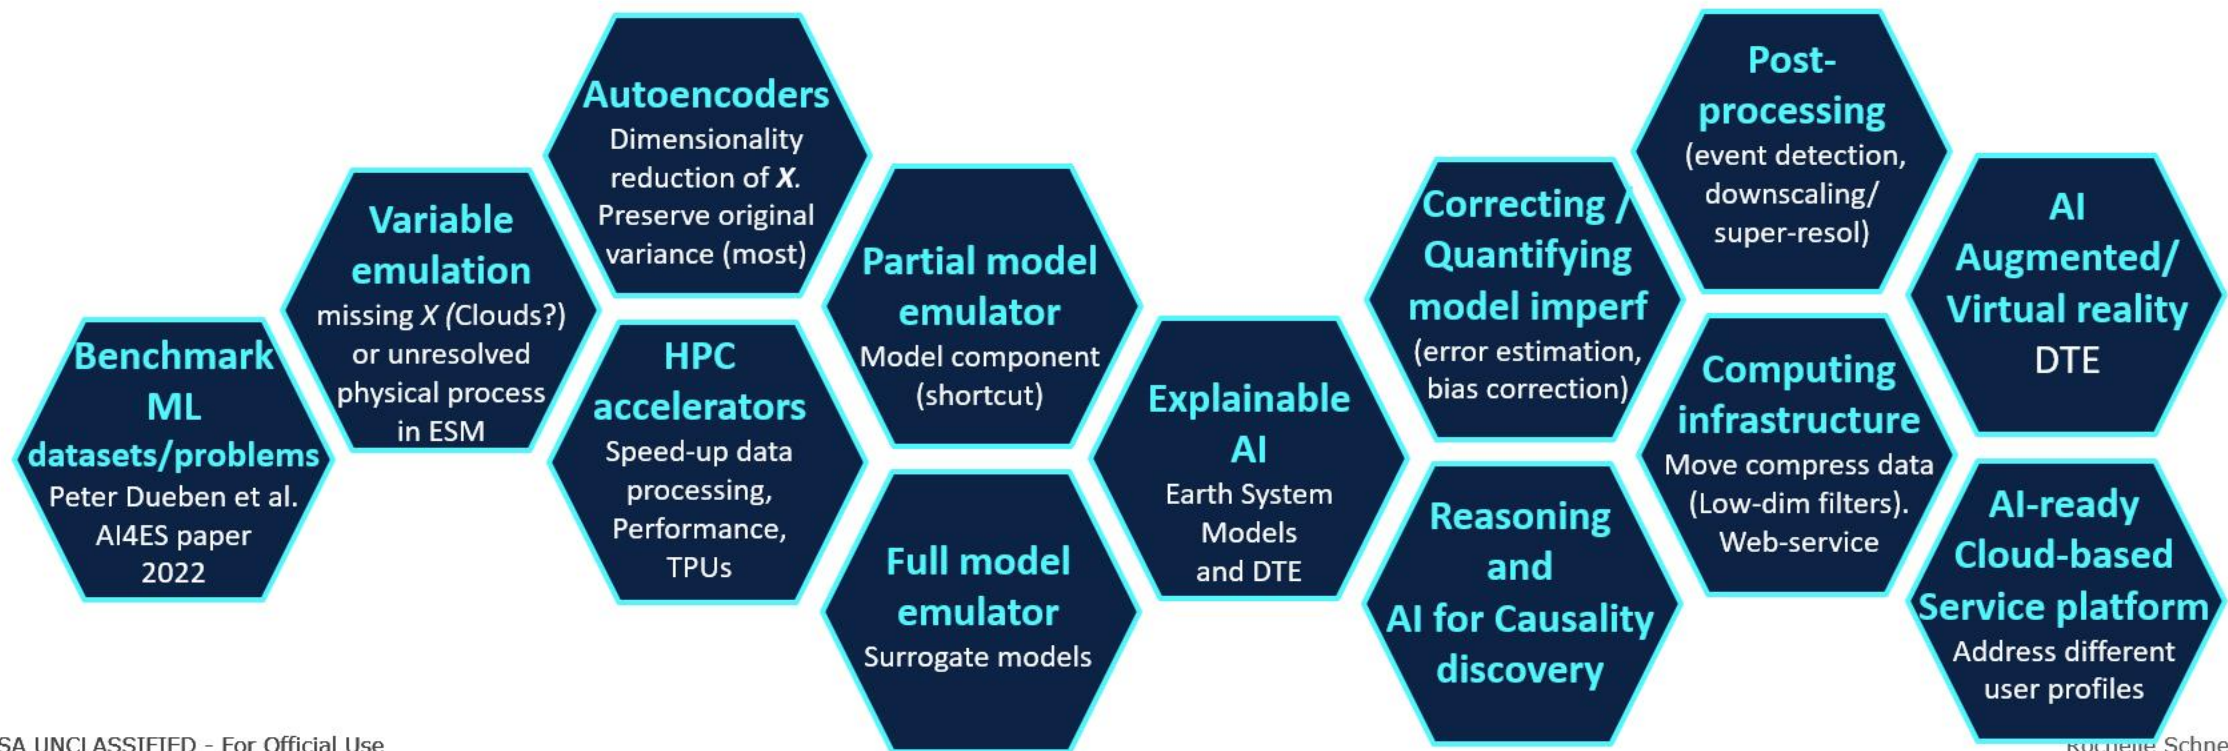 Benchmark
ML
datasets/problems
Peter Dueben et al.
AI4ES paper
2022
Variable
emulation
missing X (Clouds?)
or unresolved
physical process
in ESM
Autoencoders
Dimensionality
reduction of X.
Preserve original
variance (most)
HPC
accelerators
Speed-up data
processing,
Performance,
TPUs
Partial model
emulator
Model component
(shortcut)
Full model
emulator
Surrogate models
Explainable
AI
Earth System
Models
and DTE
Correcting /
Quantifying
model imperf
(error estimation,
bias correction)
Reasoning
and
AI for Causality
discovery
Post-
processing
(event detection,
downscaling/
super-resol)
Computing
infrastructure
Move compress data
(Low-dim filters).
Web-service
AI
Augmented/
Virtual reality
DTE
AI-ready
Cloud-based
Service platform
Address different
user profiles
SA UNCLASSIFIED - For Official Use
Rochelle Schne